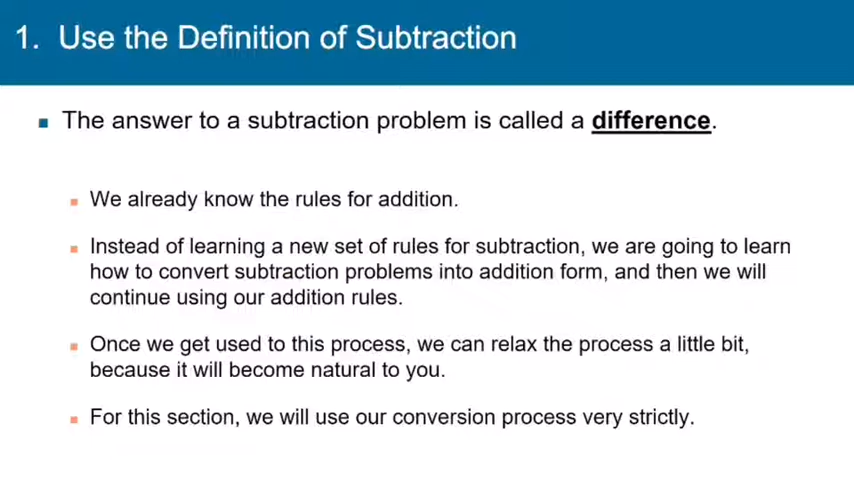 1. Use the Definition of Subtraction
The answer to a subtraction problem is called a difference.
We already know the rules for addition.
Instead of learning a new set of rules for subtraction, we are going to learn
how to convert subtraction problems into addition form, and then we will
continue using our addition rules.
Once we get used to this process, we can relax the process a little bit,
because it will become natural to you.
For this section, we will use our conversion process very strictly.